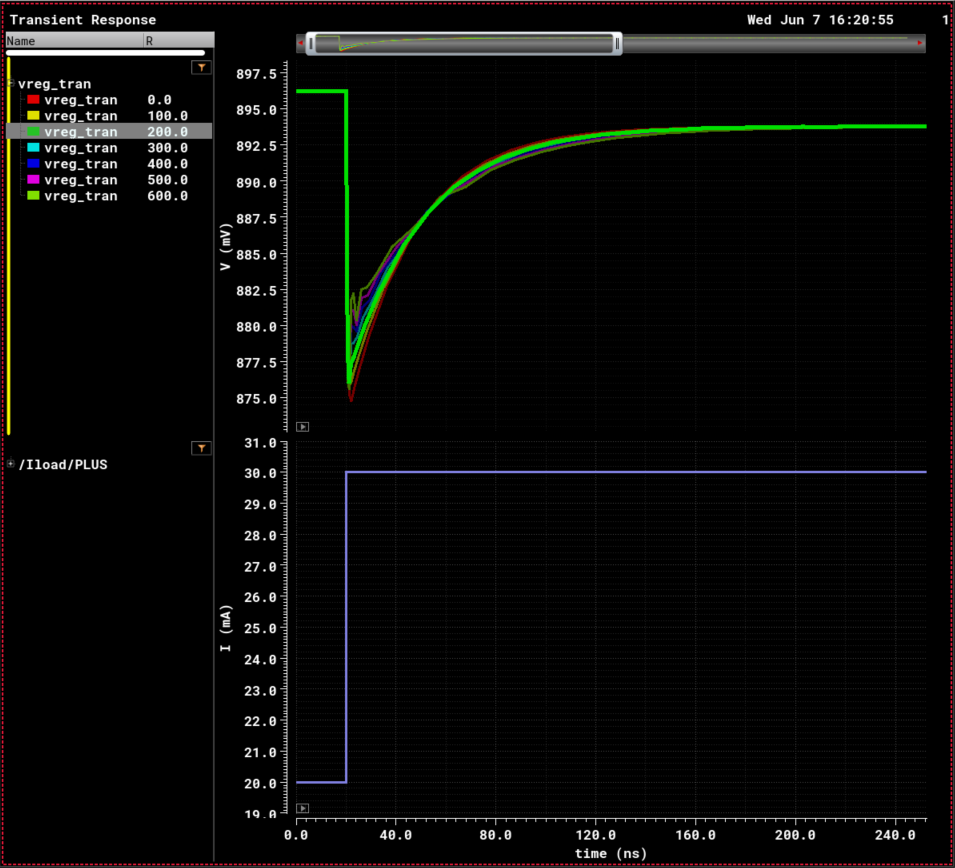 Transient Response
Wed Jun 7 16:20:55 1
Name R
vreg_tran
vreg_tran 0.0
vreg_tran 100.0
vreg_tran 200.0
vreg_tran 300.0
vreg_tran 400.0
vreg_tran 500.0
vreg_tran 600.0
/Iload/PLUS
V (mV)
897.5
895.0
892.5
890.0
887.5
885.0
882.5
880.0
877.5
875.0
I (mA)
31.0
30.0
29.0
28.0
27.0
26.0
25.0
24.0
23.0
22.0
21.0
20.0
19.0
0.0 40.0 80.0 120.0 160.0 200.0 240.0
time (ns)